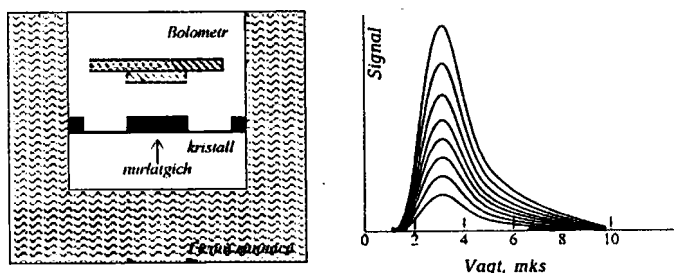 Bolometr
kristall
nurlatgich
Signal
0 2 4 6 8 10
Vaqt, mks